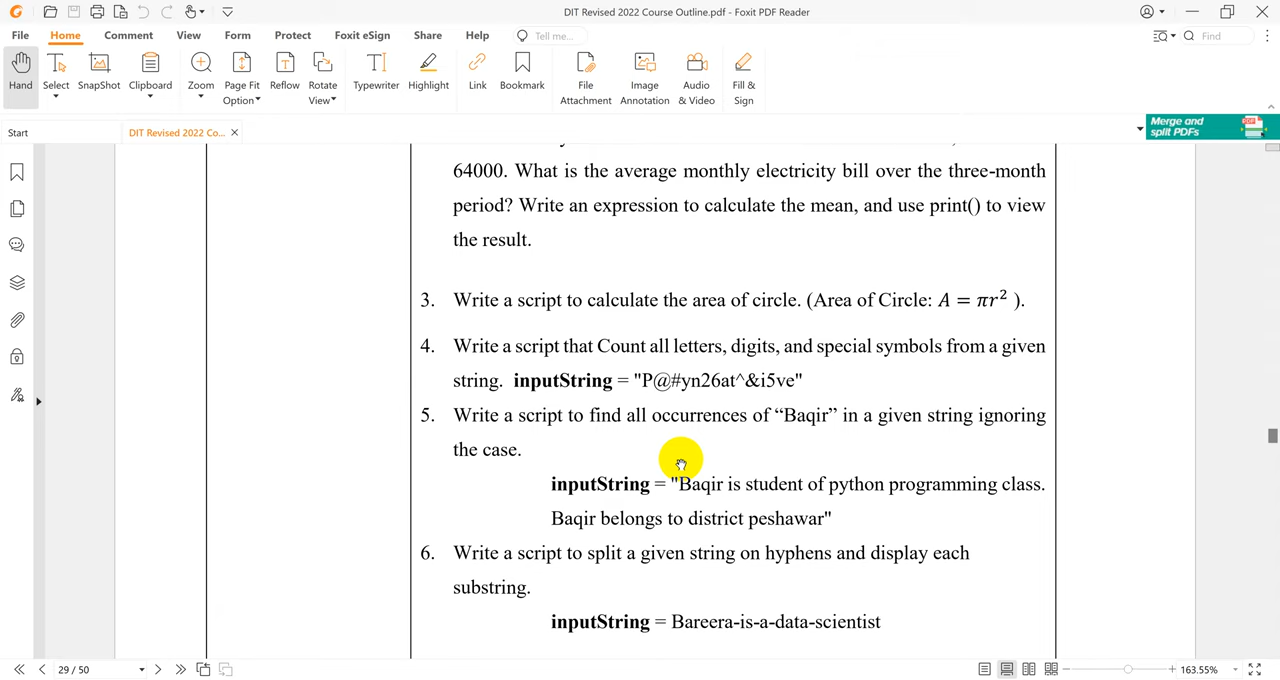 DIT Revised 2022 Course Outline.pdf - Foxit PDF Reader
File Home Comment View Form Protect Foxit eSign Share Help Tell me... Find
Hand Select SnapShot Clipboard Zoom Page Fit Option Reflow Rotate View Typewriter Highlight Link Bookmark File Attachment Image Annotation Audio & Video Fill & Sign
Start DIT Revised 2022 Co... Merge and split PDFs
64000. What is the average monthly electricity bill over the three-month
period? Write an expression to calculate the mean, and use print() to view
the result.
3. Write a script to calculate the area of circle. (Area of Circle: A = πr² ).
4. Write a script that Count all letters, digits, and special symbols from a given
string. inputString = "P@#yn26at^&i5ve"
5. Write a script to find all occurrences of “Baqir” in a given string ignoring
the case.
inputString = "Baqir is student of python programming class.
Baqir belongs to district peshawar"
6. Write a script to split a given string on hyphens and display each
substring.
inputString = Bareera-is-a-data-scientist
29 / 50 163.55%